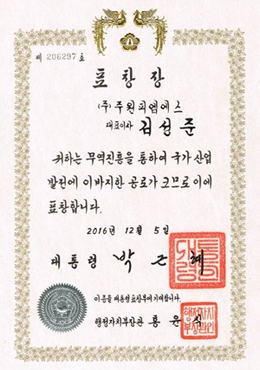 제 206297 호
표 창 장
(주) 주원피엠에스
대표이사 김성준
귀하는 무역진흥을 통하여 국가 산업
발전에 이바지한 공로가 크므로 이에
표창합니다.
2016년 12월 5일
대통령 박근혜
이 증을 대통령표창부에 기재합니다.
행정자치부장관 홍윤식